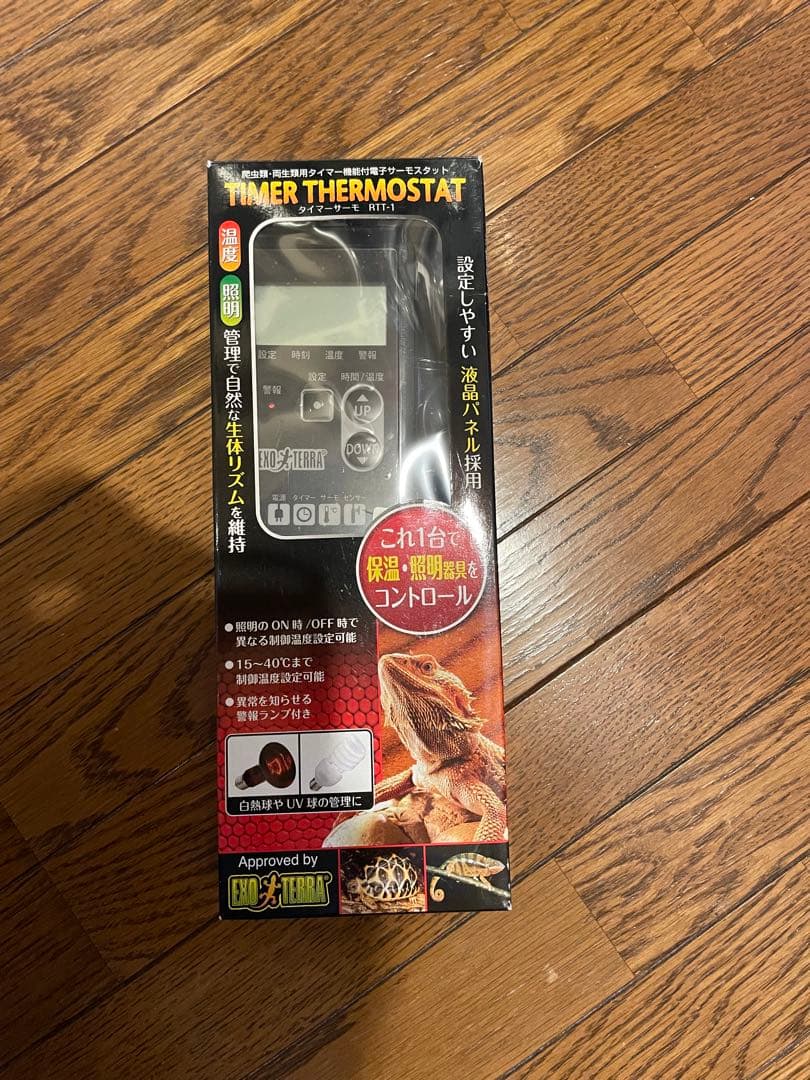 爬虫類・両生類用タイマー機能付電子サーモスタット
TIMER THERMOSTAT
タイマーサーモ RTT-1
温度
照明
管理で自然な生体リズムを維持
設定しやすい液晶パネル採用
設定 時刻 温度 警報
設定 時間/温度
警報
UP
DOWN
EXO TERRA
電源 タイマー サーモ センサー
これ1台で
保温・照明器具を
コントロール
●照明のON時/OFF時で
異なる制御温度設定可能
●15〜40℃まで
制御温度設定可能
●異常を知らせる
警報ランプ付き
白熱球やUV球の管理に
Approved by
EXO TERRA